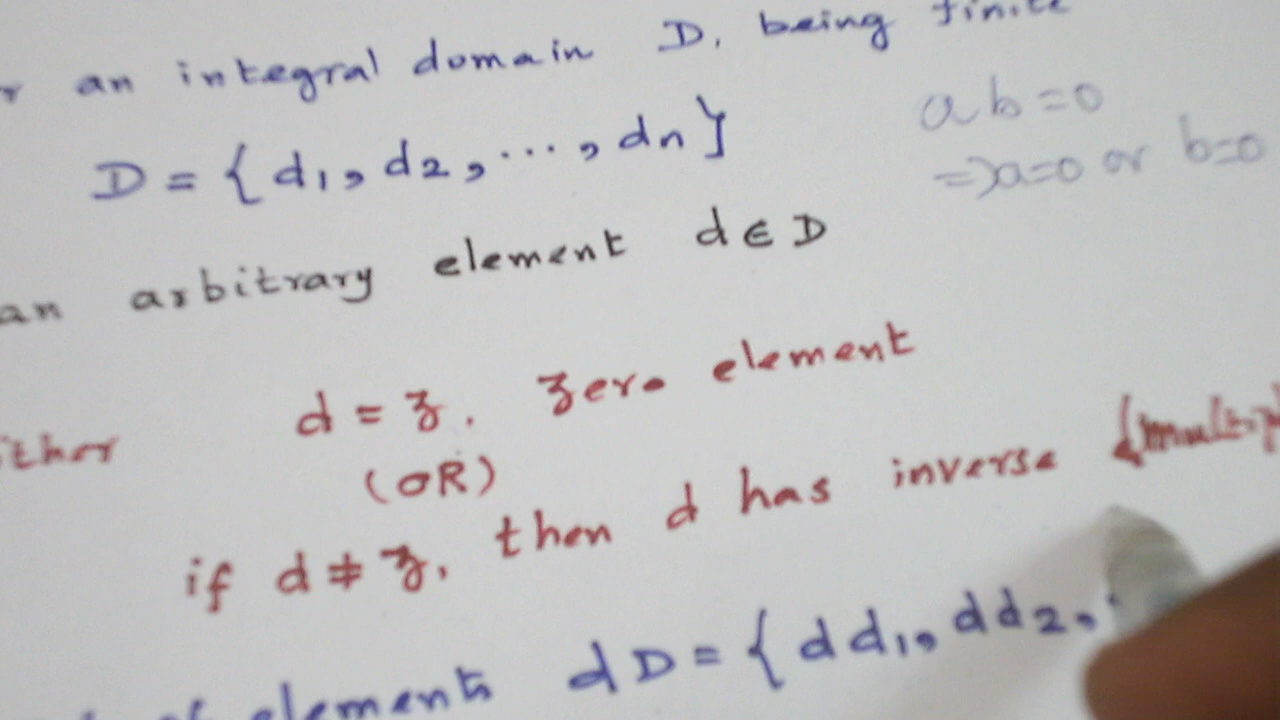 an integral domain D, being finite
D = { d1, d2, ..., dn }
ab = 0
=> a=0 or b=0
an arbitrary element d ∈ D
d = z. zero element
(OR)
if d ≠ z, then d has inverse
elements dD = { dd1, dd2,